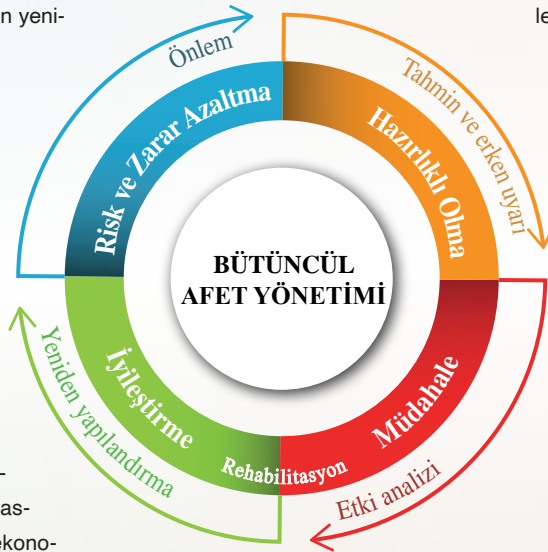 n yeni-
le
Önlem
Risk ve Zarar Azaltma
Tahmin ve erken uyarı
Hazırlıklı Olma
BÜTÜNCÜL
AFET YÖNETİMİ
Müdahale
Etki analizi
Rehabilitasyon
İyileştirme
Yeniden yapılandırma
-
as-
ekono-